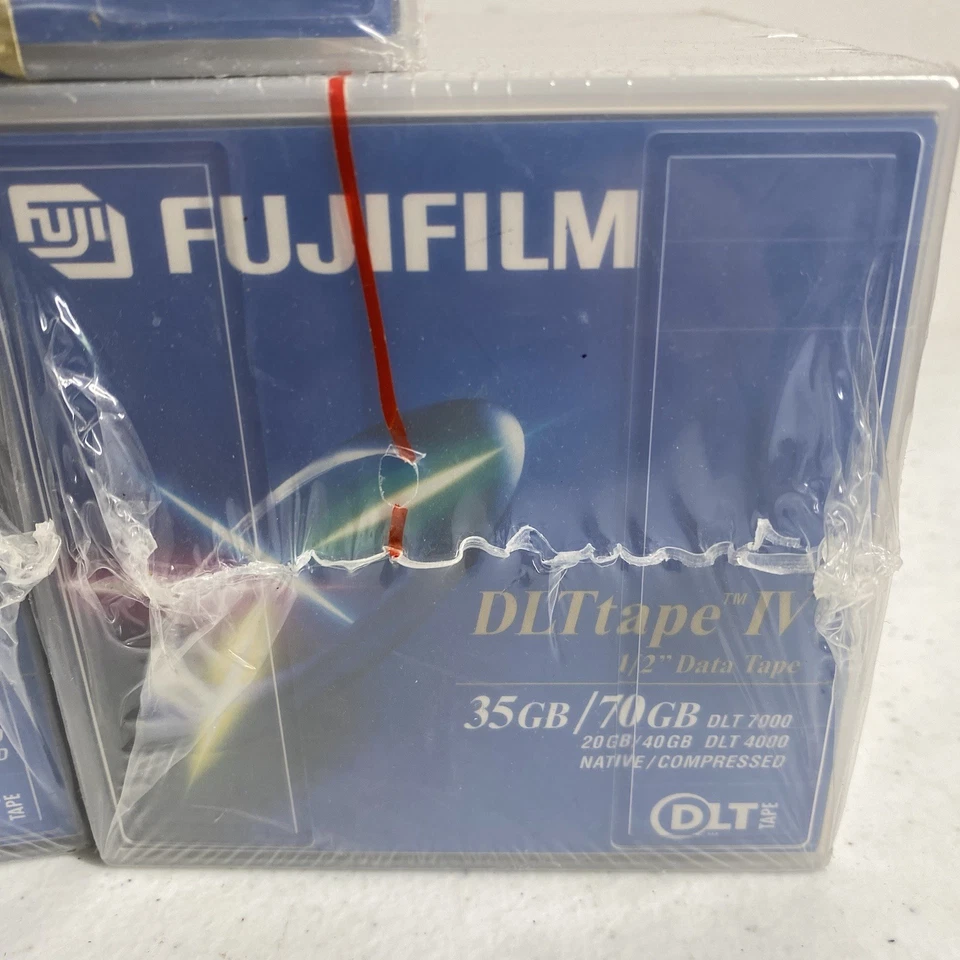 FUJI FUJIFILM
DLTtape™ IV
1/2" Data Tape
35GB/70GB DLT 7000
20GB/40GB DLT 4000
NATIVE/COMPRESSED
DLT TAPE
TAPE